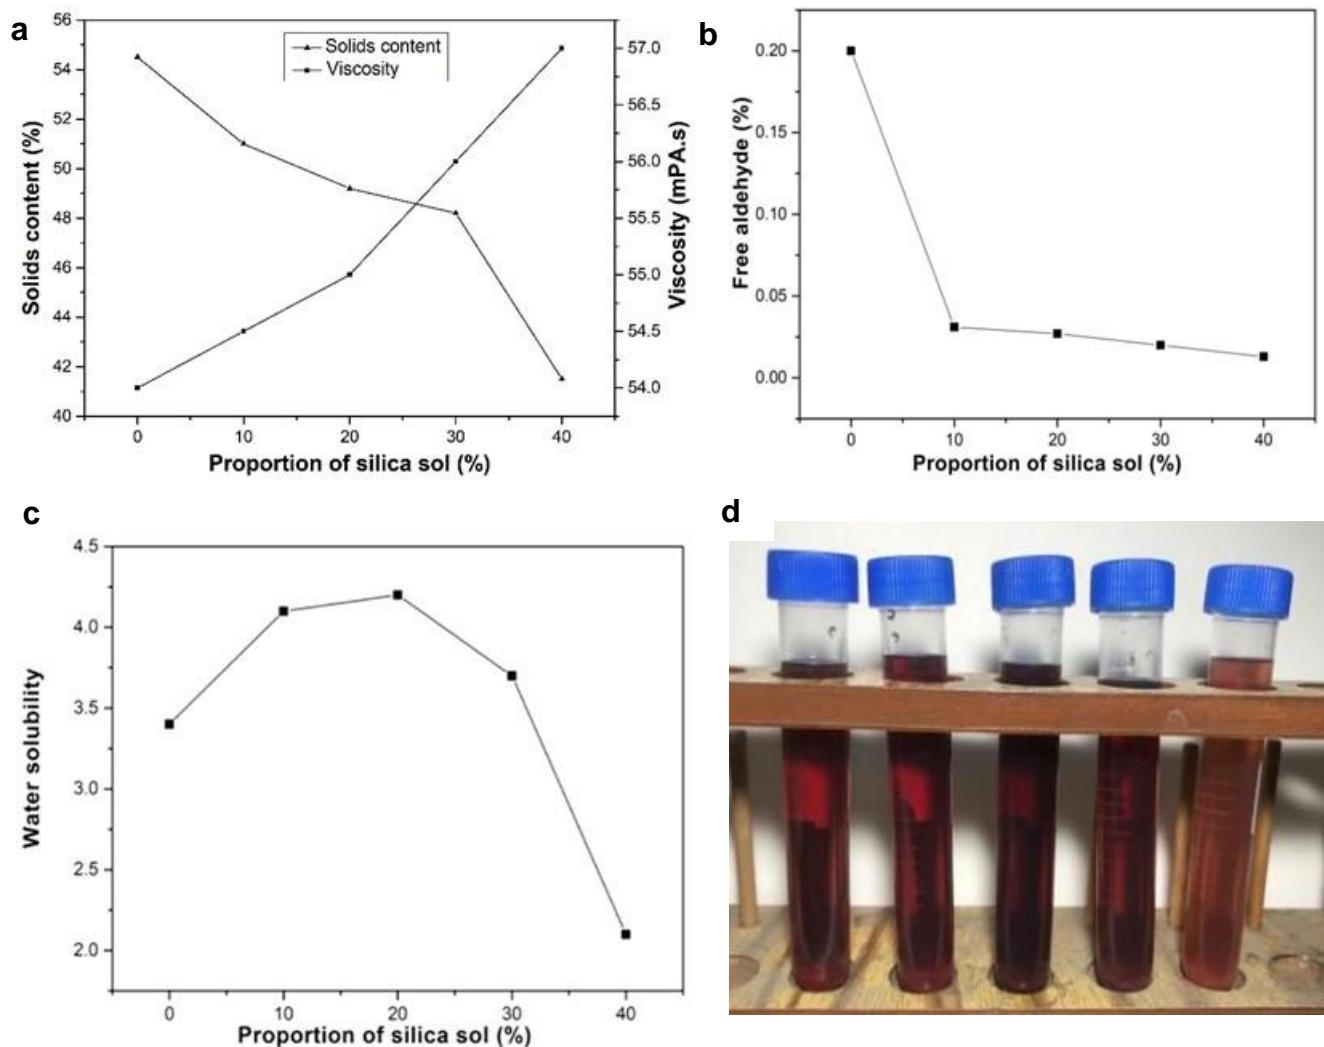 a
56
54
52
50
48
46
44
42
40
Solids content (%)
Solids content
Viscosity
57.0
56.5
56.0
55.5
55.0
54.5
54.0
Viscosity (mPA.s)
0 10 20 30 40
Proportion of silica sol (%)
b
0.20
0.15
0.10
0.05
0.00
Free aldehyde (%)
0 10 20 30 40
Proportion of silica sol (%)
c
4.5
4.0
3.5
3.0
2.5
2.0
Water solubility
0 10 20 30 40
Proportion of silica sol (%)
d